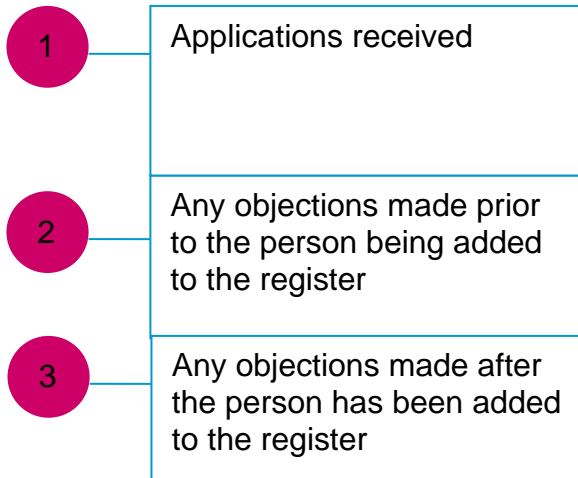 1
Applications received
2
Any objections made prior
to the person being added
to the register
3
Any objections made after
the person has been added
to the register